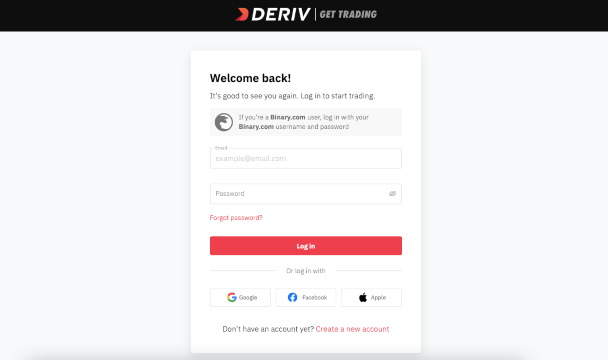 DERIV | GET TRADING
Welcome back!
It's good to see you again. Log in to start trading.
If you're a Binary.com user, log in with your
Binary.com username and password
Email
example@email.com
Password
Forgot password?
Log in
Or log in with
Google Facebook Apple
Don't have an account yet? Create a new account